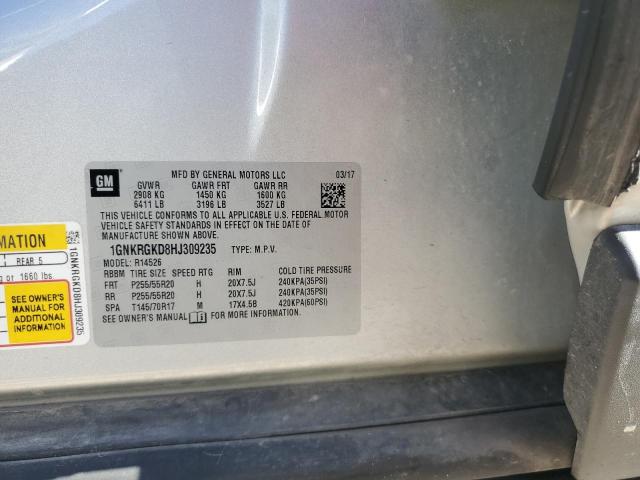 GM
MFD BY GENERAL MOTORS LLC 03/17
GVWR GAWR FRT GAWR RR
2908 KG 1450 KG 1600 KG
6411 LB 3196 LB 3527 LB
THIS VEHICLE CONFORMS TO ALL APPLICABLE U.S. FEDERAL MOTOR
VEHICLE SAFETY STANDARDS IN EFFECT ON THE DATE OF
MANUFACTURE SHOWN ABOVE.
1GNKRGKD8HJ309235 TYPE: M.P.V.
MODEL: R14526
RBBM TIRE SIZE SPEED RTG RIM COLD TIRE PRESSURE
FRT P255/55R20 H 20X7.5J 240KPA(35PSI)
RR P255/55R20 H 20X7.5J 240KPA(35PSI)
SPA T145/70R17 M 17X4.5B 420KPA(60PSI)
SEE OWNER'S MANUAL FOR MORE INFORMATION
REAR 5
or 1660 lbs.
SEE OWNER'S
MANUAL FOR
ADDITIONAL
INFORMATION
1GNKRGKD8HJ309235